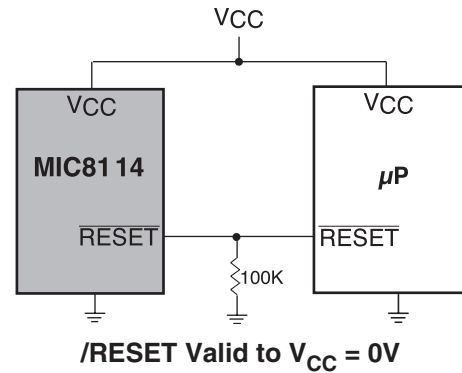 VCC
VCC
VCC
MIC8114
µP
RESET
RESET
100K
/RESET Valid to VCC = 0V